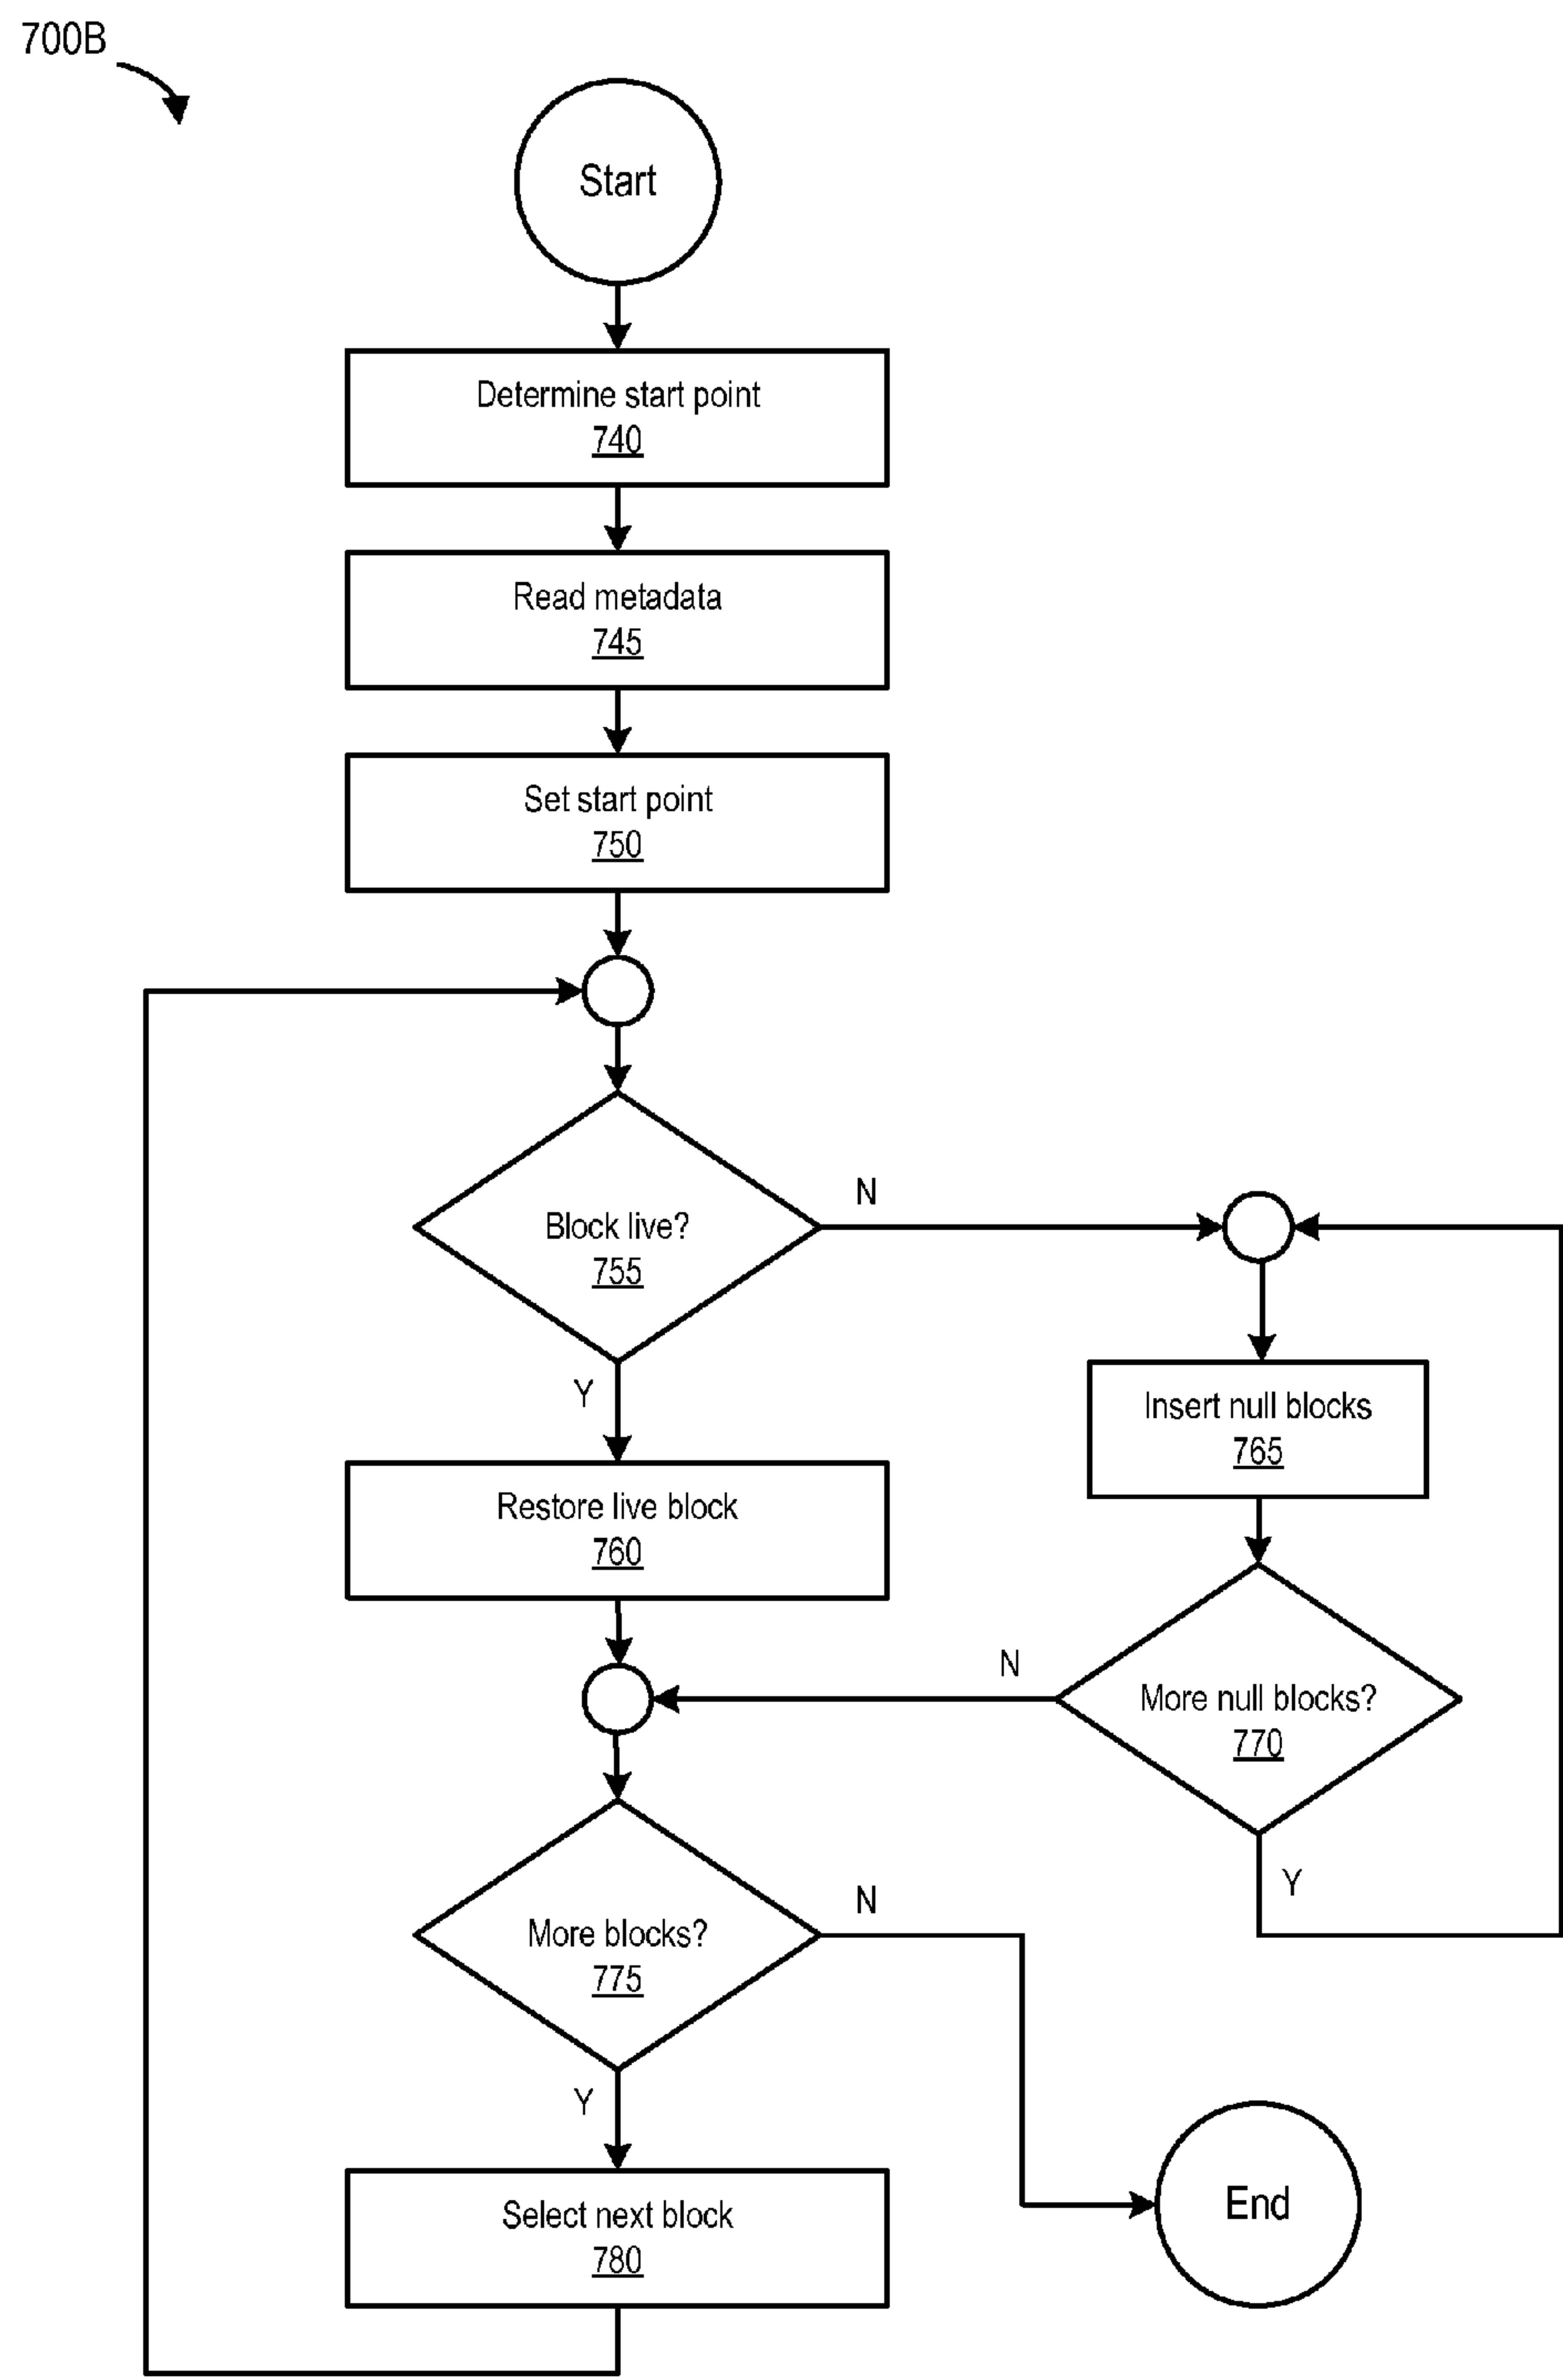 700B
Start
Determine start point
740
Read metadata
745
Set start point
750
Block live?
755
N
Y
Insert null blocks
765
Restore live block
760
N
More null blocks?
770
Y
More blocks?
775
N
Y
Select next block
780
End